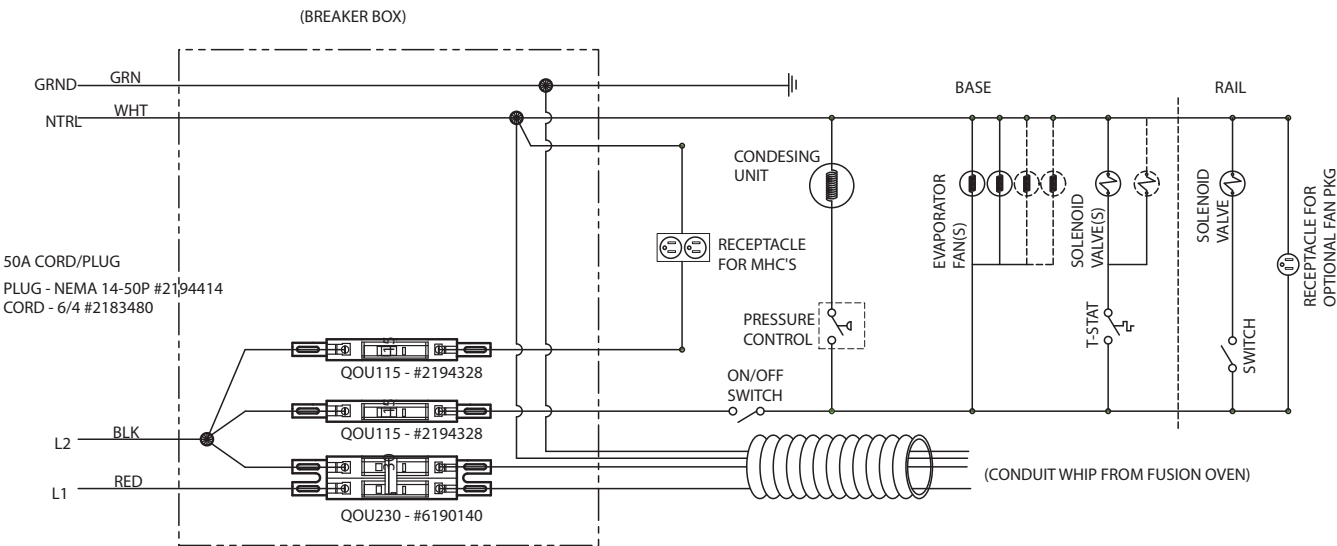 (BREAKER BOX)
GRND
GRN
NTRL
WHT
BASE
RAIL
CONDESING
UNIT
EVAPORATOR
FAN(S)
SOLENOID
VALVE(S)
SOLENOID
VALVE
RECEPTACLE FOR
OPTIONAL FAN PKG
RECEPTACLE
FOR MHC'S
50A CORD/PLUG
PLUG - NEMA 14-50P #2194414
CORD - 6/4 #2183480
PRESSURE
CONTROL
T-STAT
SWITCH
QOU115 - #2194328
ON/OFF
SWITCH
QOU115 - #2194328
L2
BLK
L1
RED
(CONDUIT WHIP FROM FUSION OVEN)
QOU230 - #6190140